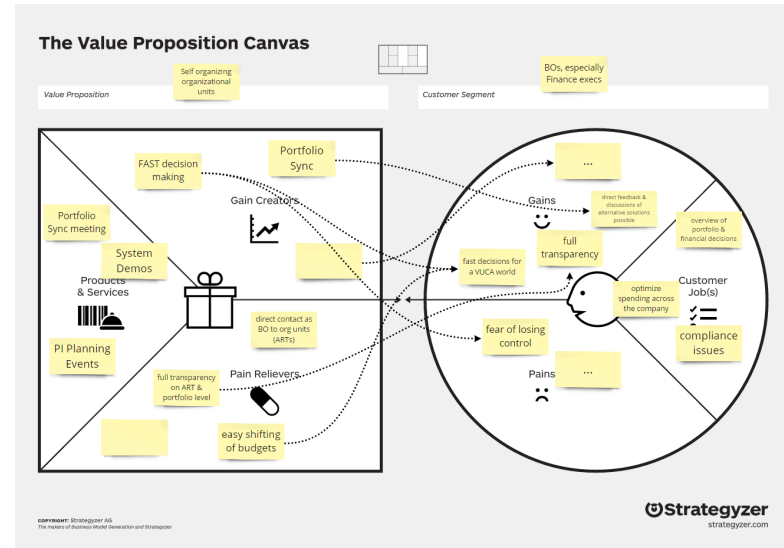 The Value Proposition Canvas
Self organizing
organizational
units
BOs, especially
Finance execs
Value Proposition
Customer Segment
FAST decision
making
Portfolio
Sync
...
Gain Creators
Gains
direct feedback &
discussions of
alternative solutions
possible
Portfolio
Sync meeting
overview of
portfolio &
financial decisions
System
Demos
full
transparency
fast decisions for
a VUCA world
Products
& Services
Customer
Job(s)
optimize
spending across
the company
direct contact as
BO to org units
(ARTs)
fear of losing
control
compliance
issues
PI Planning
Events
full transparency
on ART &
portfolio level
Pain Relievers
Pains
...
easy shifting
of budgets
COPYRIGHT: Strategyzer AG
The makers of Business Model Generation and Strategyzer
Strategyzer
strategyzer.com